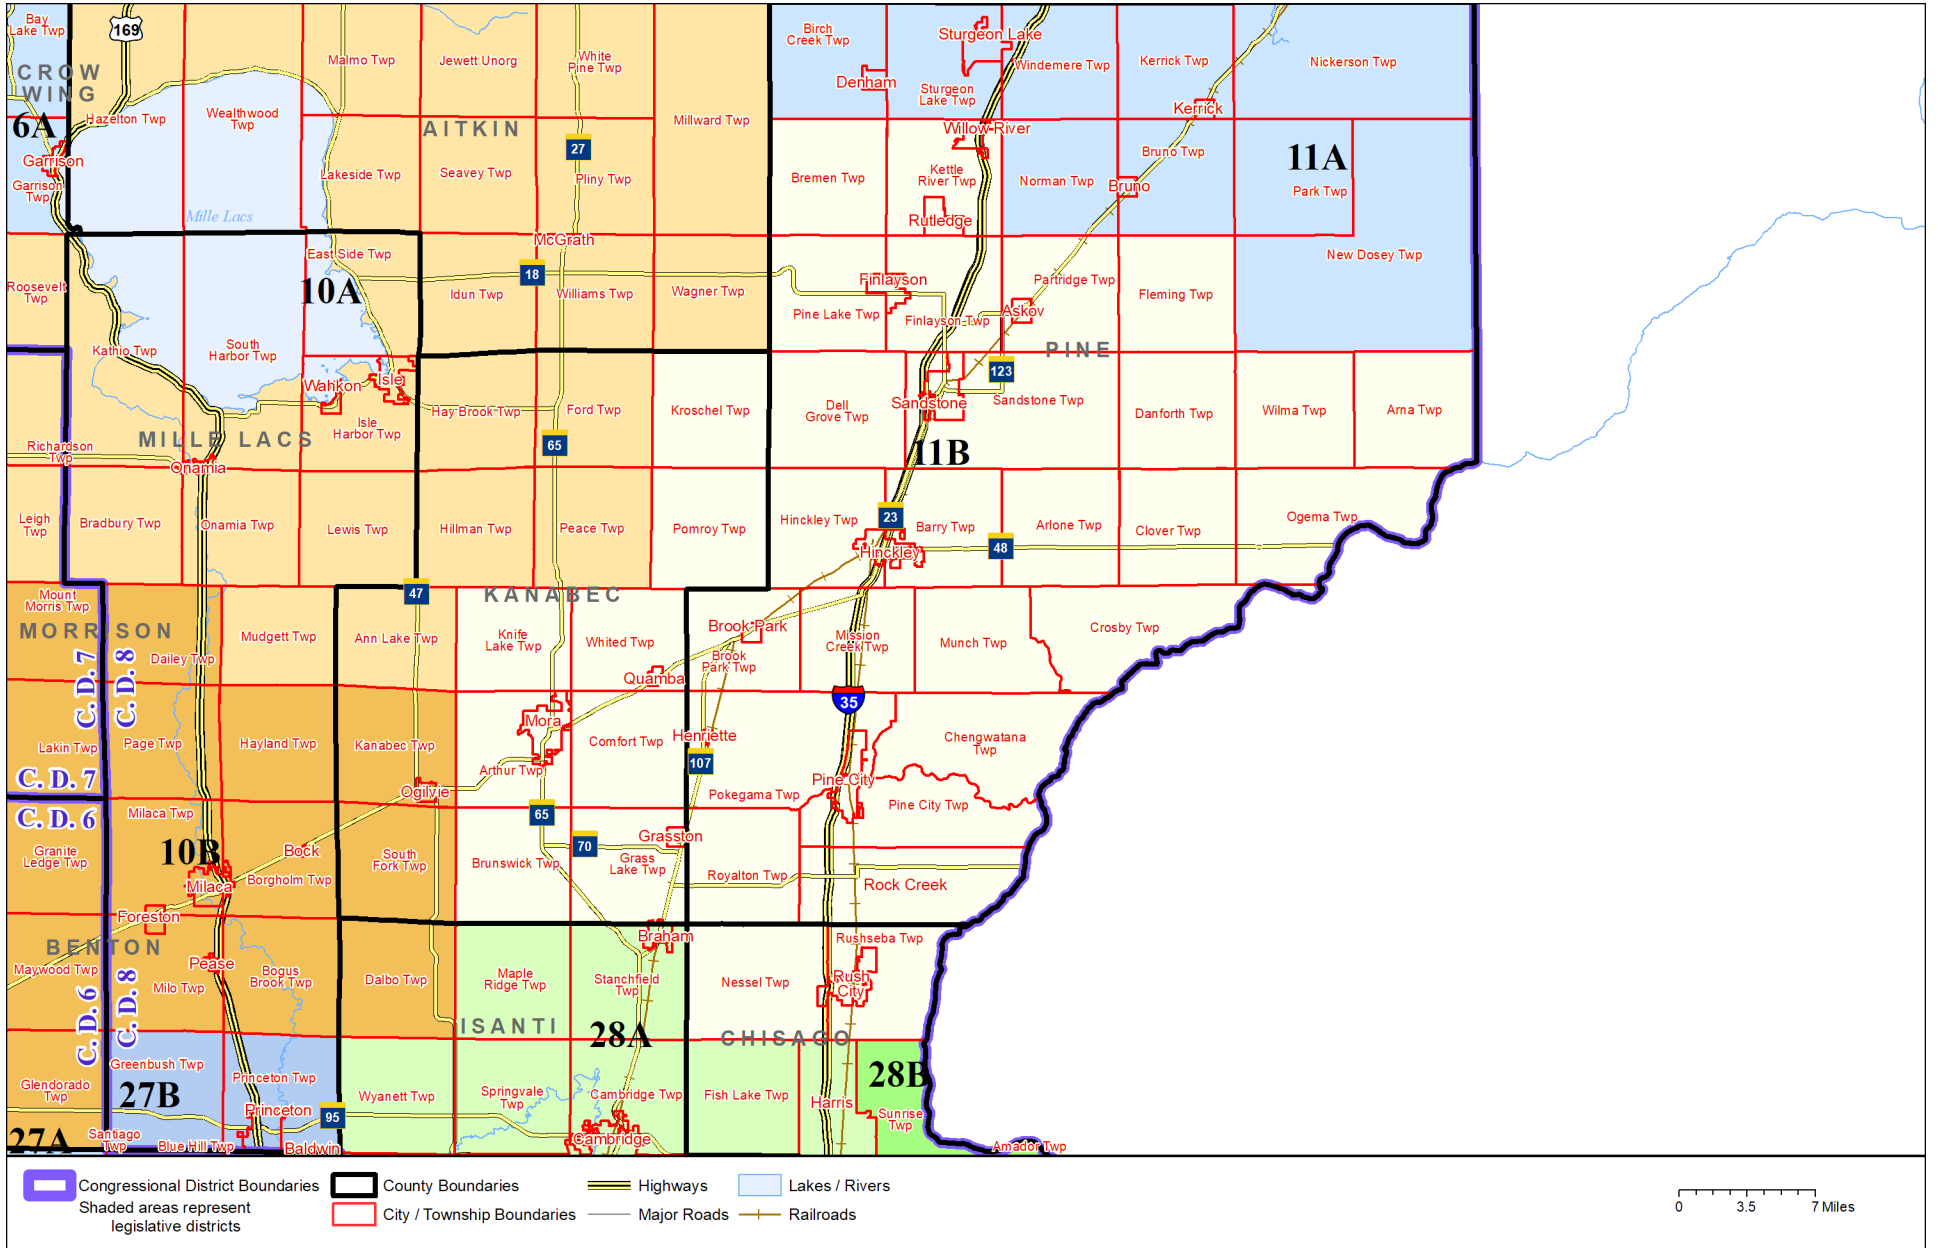 Bay
Lake Twp
169
CROW
WING
6A
Garrison
Garrison
Twp
Hazelton Twp
Wealthwood
Twp
Malmo Twp
Jewett Unorg
White
Pine Twp
AITKIN
27
Millward Twp
Lakeside Twp
Seavey Twp
Pliny Twp
Mille Lacs
McGrath
East Side Twp
10A
18
Idun Twp
Williams Twp
Wagner Twp
Birch
Creek Twp
Sturgeon Lake
Denham
Sturgeon
Lake Twp
Windemere Twp
Kerrick Twp
Nickerson Twp
Kerrick
Willow River
Bremen Twp
Kettle
River Twp
Rutledge
Norman Twp
Bruno Twp
Bruno
11A
Park Twp
New Dosey Twp
Finlayson
Partridge Twp
Fleming Twp
Pine Lake Twp
Finlayson Twp
Askov
PINE
123
Roosevelt
Twp
Kathio Twp
South
Harbor Twp
Wahkon
Isle
Isle
Harbor Twp
MILLE LACS
Richardson
Twp
Onamia
Hay Brook Twp
Ford Twp
65
Kroschel Twp
Dell
Grove Twp
Sandstone
Sandstone Twp
Danforth Twp
Wilma Twp
Arna Twp
11B
Leigh
Twp
Bradbury Twp
Onamia Twp
Lewis Twp
Hillman Twp
Peace Twp
Pomroy Twp
Hinckley Twp
23
Barry Twp
Arlone Twp
Clover Twp
Ogema Twp
Hinckley
48
Mount
Morris Twp
MORRISON
47
KANABEC
Mudgett Twp
Ann Lake Twp
Knife
Lake Twp
Whited Twp
Brook Park
Brook
Park Twp
Mission
Creek Twp
Munch Twp
Crosby Twp
Dailey Twp
C. D. 7
C. D. 8
Quamba
35
Lakin Twp
Page Twp
Hayland Twp
Kanabec Twp
Mora
Comfort Twp
Henriette
107
Chengwatana
Twp
C. D. 7
C. D. 6
Arthur Twp
Ogilvie
Pokegama Twp
Pine City
Pine City Twp
Milaca Twp
65
70
Grasston
Granite
Ledge Twp
10B
Bock
South
Fork Twp
Brunswick Twp
Grass
Lake Twp
Royalton Twp
Rock Creek
Milaca
Borgholm Twp
Foreston
BENTON
Braham
Rushseba Twp
Maywood Twp
Pease
Milo Twp
Bogus
Brook Twp
Dalbo Twp
Maple
Ridge Twp
Stanchfield
Twp
Nessel Twp
Rush
City
C. D. 6
C. D. 8
ISANTI
28A
CHISAGO
Greenbush Twp
27B
Princeton Twp
Glendorado
Twp
Wyanett Twp
Springvale
Twp
Cambridge Twp
Fish Lake Twp
Harris
28B
Sunrise
Twp
Princeton
95
27A
Santiago
Twp
Blue Hill Twp
Baldwin
Cambridge
Amador Twp
Congressional District Boundaries
Shaded areas represent
legislative districts
County Boundaries
City / Township Boundaries
Highways
Major Roads
Lakes / Rivers
Railroads
0 3.5 7 Miles